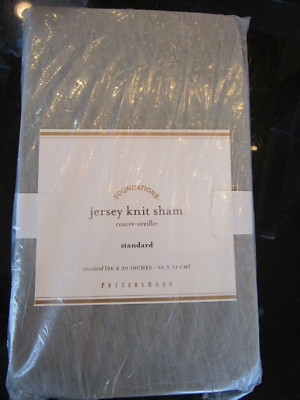 FOUNDATIONS
jersey knit sham
couvre-oreiller
standard
standard (26 X 20 INCHES - 66 X 51 CM)
POTTERY BARN